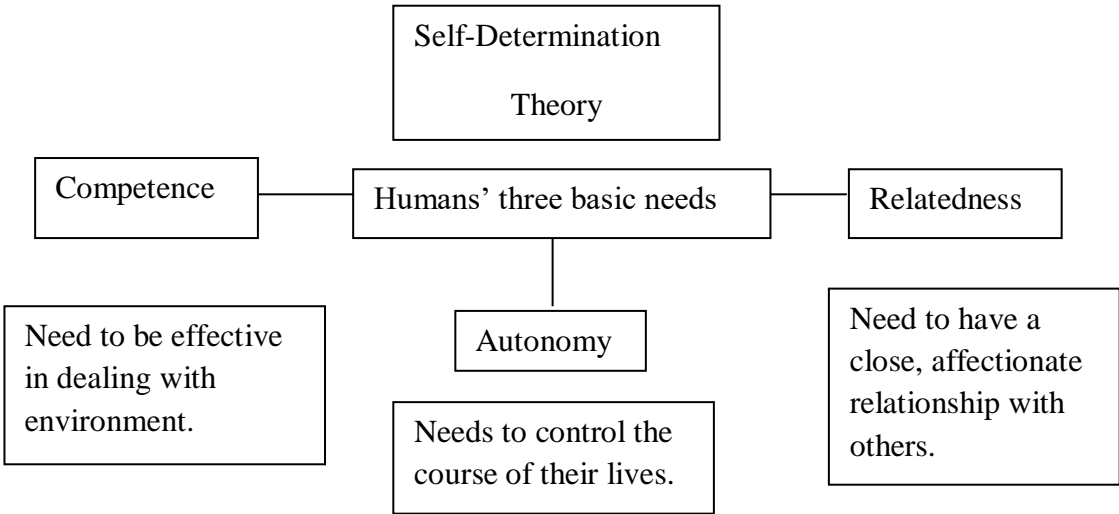 Self-Determination
Theory
Competence
Humans’ three basic needs
Relatedness
Need to be effective
in dealing with
environment.
Autonomy
Needs to control the
course of their lives.
Need to have a
close, affectionate
relationship with
others.